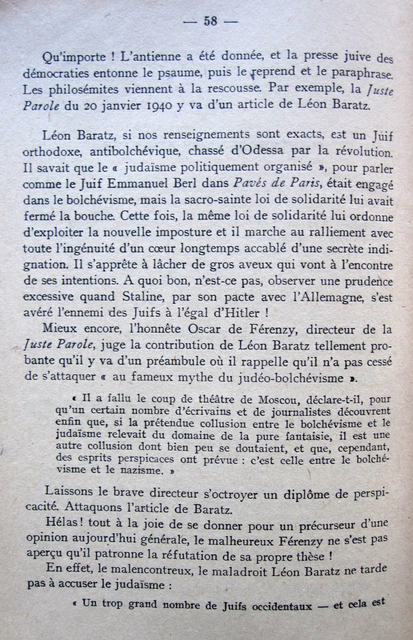 — 58 —
Qu'importe ! L'antienne a été donnée, et la presse juive des
démocraties entonne le psaume, puis le reprend et le paraphrase.
Les philosémites viennent à la rescousse. Par exemple, la Juste
Parole du 20 janvier 1940 y va d'un article de Léon Baratz.
Léon Baratz, si nos renseignements sont exacts, est un Juif
orthodoxe, antibolchévique, chassé d'Odessa par la révolution.
Il savait que le « judaïsme politiquement organisé », pour parler
comme le Juif Emmanuel Berl dans Pavés de Paris, était engagé
dans le bolchévisme, mais la sacro-sainte loi de solidarité lui avait
fermé la bouche. Cette fois, la même loi de solidarité lui ordonne
d'exploiter la nouvelle imposture et il marche au ralliement avec
toute l'ingénuité d'un cœur longtemps accablé d'une secrète indi-
gnation. Il s'apprête à lâcher de gros aveux qui vont à l'encontre
de ses intentions. A quoi bon, n'est-ce pas, observer une prudence
excessive quand Staline, par son pacte avec l'Allemagne, s'est
avéré l'ennemi des Juifs à l'égal d'Hitler !
Mieux encore, l'honnête Oscar de Férenzy, directeur de la
Juste Parole, juge la contribution de Léon Baratz tellement pro-
bante qu'il y va d'un préambule où il rappelle qu'il n'a pas cessé
de s'attaquer « au fameux mythe du judéo-bolchévisme ».
« Il a fallu le coup de théâtre de Moscou, déclare-t-il, pour
qu'un certain nombre d'écrivains et de journalistes découvrent
enfin que, si la prétendue collusion entre le bolchévisme et le
judaïsme relevait du domaine de la pure fantaisie, il est une
autre collusion dont bien peu se doutaient, et que, cependant,
des esprits perspicaces ont prévue : c'est celle entre le bolché-
visme et le nazisme. »
Laissons le brave directeur s'octroyer un diplôme de perspi-
cacité. Attaquons l'article de Baratz.
Hélas ! tout à la joie de se donner pour un précurseur d'une
opinion aujourd'hui générale, le malheureux Férenzy ne s'est pas
aperçu qu'il patronne la réfutation de sa propre thèse !
En effet, le malencontreux, le maladroit Léon Baratz ne tarde
pas à accuser le judaïsme :
« Un trop grand nombre de Juifs occidentaux — et cela est